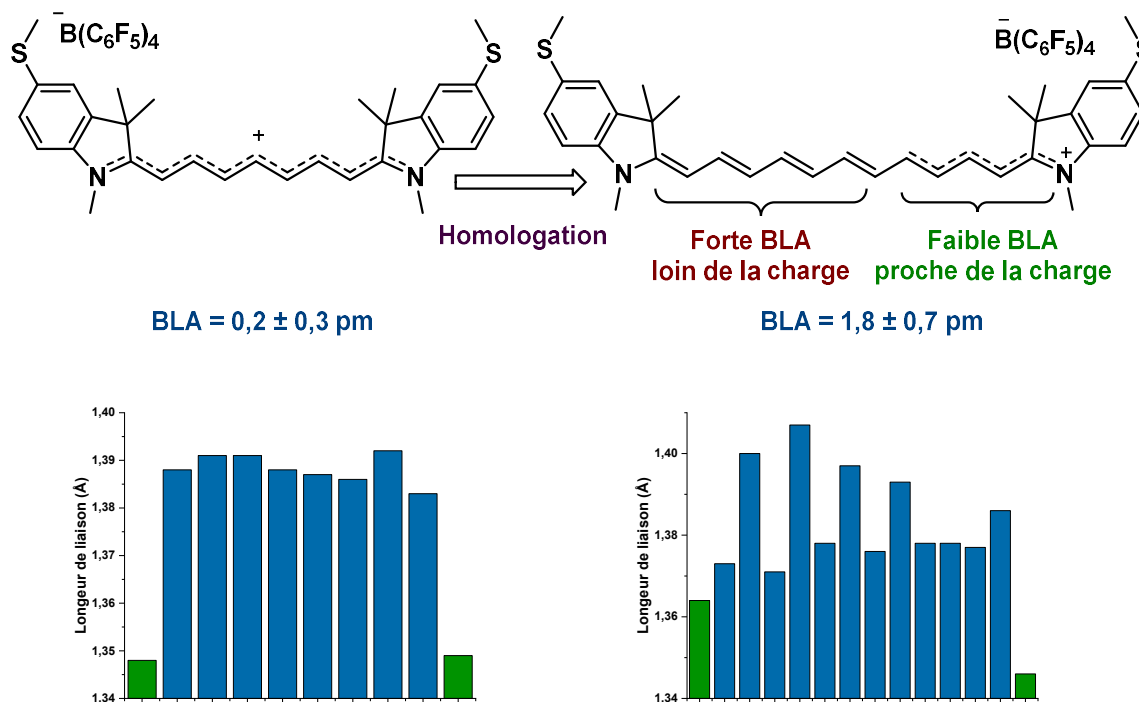 S
B̄(C₆F₅)₄
S
+
N
N
S
B̄(C₆F₅)₄
S
N
N
+
Homologation
Forte BLA
loin de la charge
Faible BLA
proche de la charge
BLA = 0,2 ± 0,3 pm
BLA = 1,8 ± 0,7 pm
Longeur de liaison (Å)
1,40
1,39
1,38
1,37
1,36
1,35
1,34
Longeur de liaison (Å)
1,40
1,38
1,36
1,34